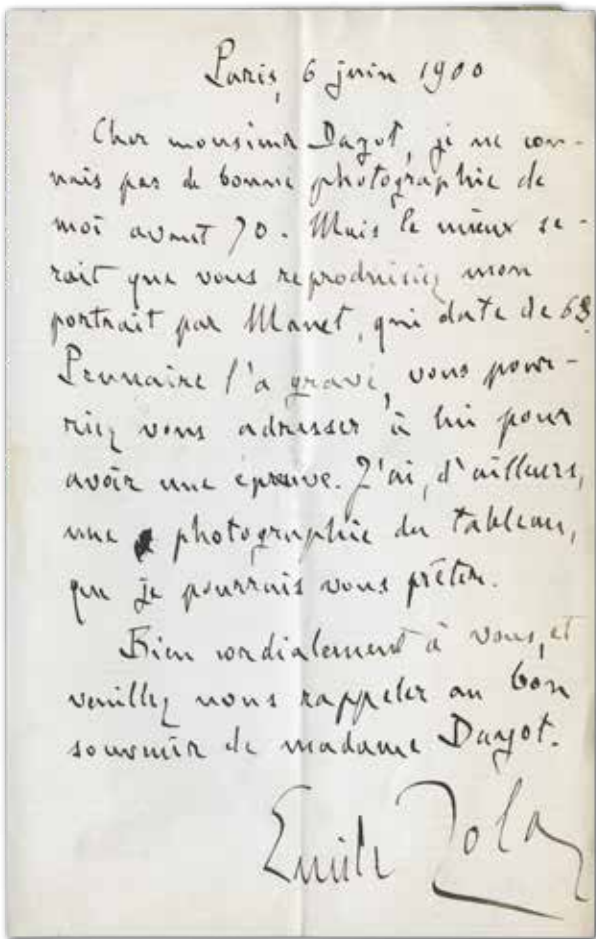 Paris, 6 juin 1900
Cher monsieur Dayot, je ne con-
nais pas de bonne photographie de
moi avant 70. Mais le mieux se-
rait que vous reproduisiez mon
portrait par Manet, qui date de 68.
l'a gravé, vous pour-
riez vous adresser à lui pour
avoir une épreuve. J'ai, d'ailleurs,
une photographie du tableau,
que je pourrais vous prêter.
Bien cordialement à vous, et
veuillez nous rappeler au bon
souvenir de madame Dayot.
Emile Zola